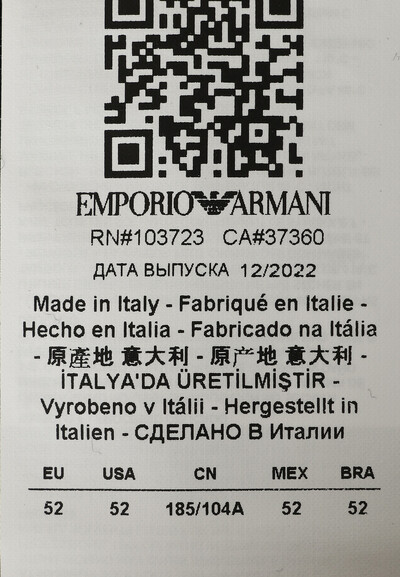 EMPORIO ARMANI
RN#103723 CA#37360
ДАТА ВЫПУСКА 12/2022
Made in Italy - Fabriqué en Italie -
Hecho en Italia - Fabricado na Itália
- 原產地 意大利 - 原产地 意大利 -
İTALYA'DA ÜRETİLMİŞTİR -
Vyrobeno v Itálii - Hergestellt in
Italien - СДЕЛАНО В Италии
EU USA CN MEX BRA
52 52 185/104A 52 52